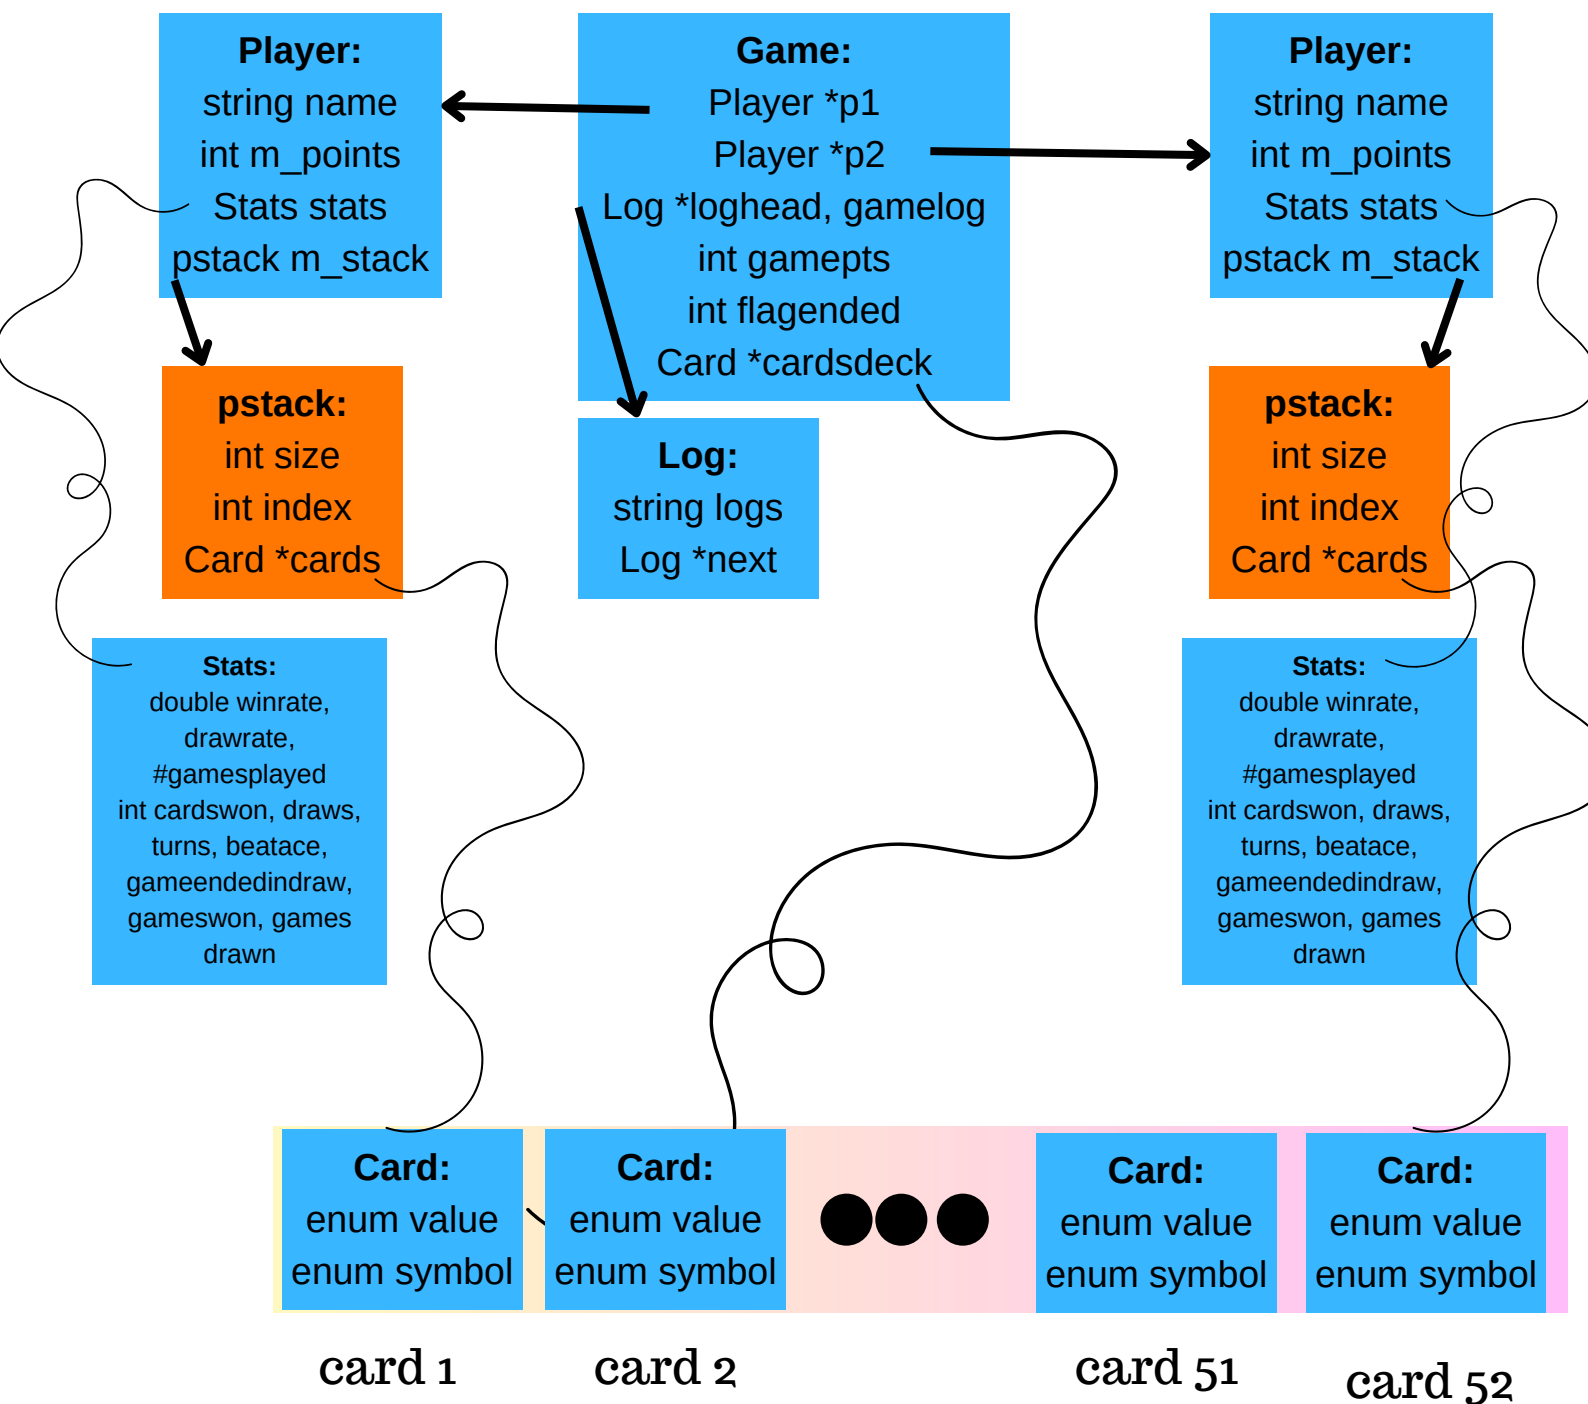 Player:
string name
int m_points
Stats stats
pstack m_stack
Game:
Player *p1
Player *p2
Log *loghead, gamelog
int gamepts
int flagended
Card *cardsdeck
Player:
string name
int m_points
Stats stats
pstack m_stack
pstack:
int size
int index
Card *cards
Log:
string logs
Log *next
pstack:
int size
int index
Card *cards
Stats:
double winrate,
drawrate,
#gamesplayed
int cardswon, draws,
turns, beatace,
gameendedindraw,
gameswon, games
drawn
Stats:
double winrate,
drawrate,
#gamesplayed
int cardswon, draws,
turns, beatace,
gameendedindraw,
gameswon, games
drawn
Card:
enum value
enum symbol
Card:
enum value
enum symbol
Card:
enum value
enum symbol
Card:
enum value
enum symbol
card 1
card 2
card 51
card 52